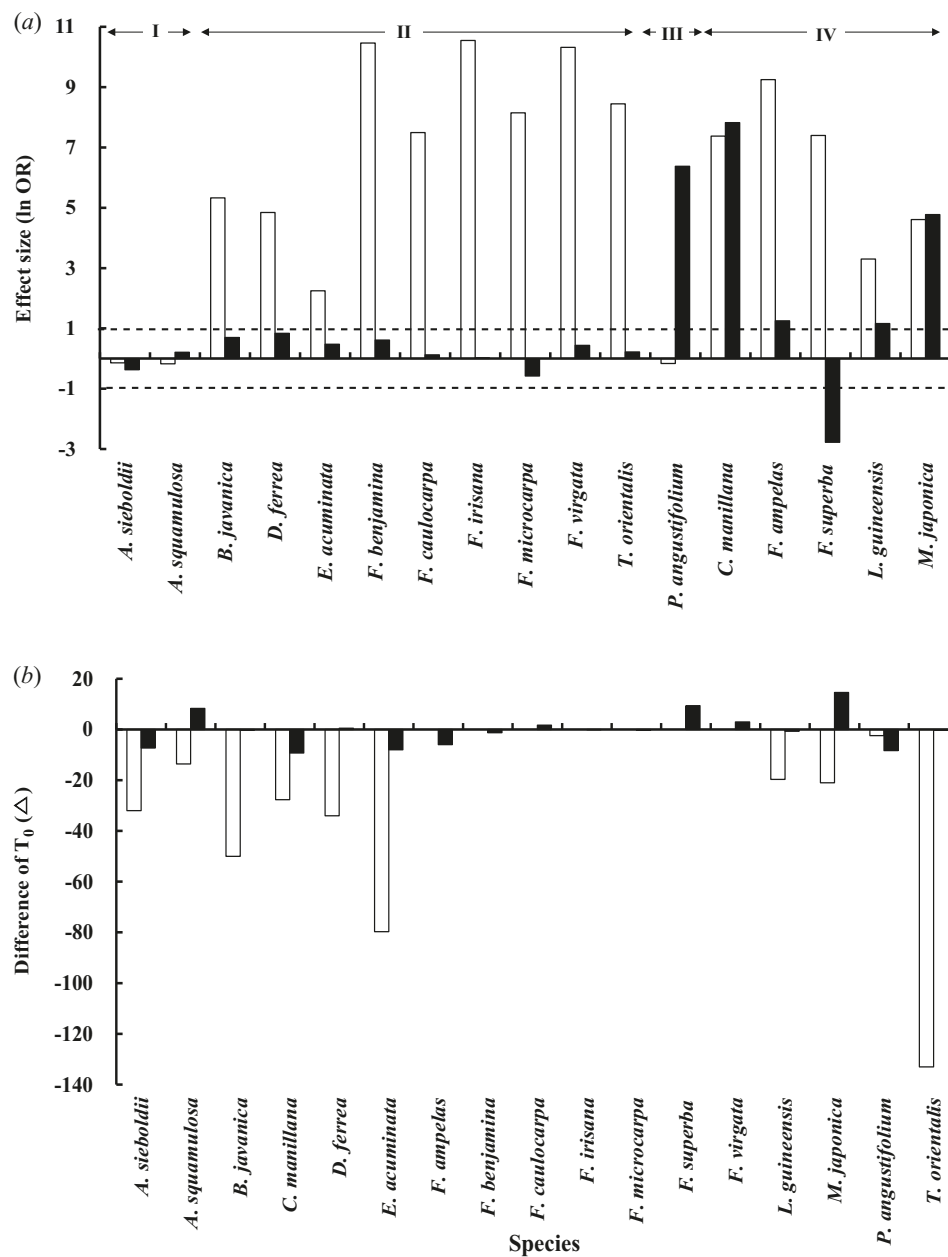 (a)
I II III IV
11
9
7
5
3
1
-1
-3
Effect size (ln OR)
A. sieboldii
A. squamulosa
B. javanica
D. ferrea
E. acuminata
F. benjamina
F. caulocarpa
F. irisana
F. microcarpa
F. virgata
T. orientalis
P. angustifolium
C. manillana
F. ampelas
F. superba
L. guineensis
M. japonica
(b)
20
0
-20
-40
-60
-80
-100
-120
-140
Difference of T0 (△)
A. sieboldii
A. squamulosa
B. javanica
C. manillana
D. ferrea
E. acuminata
F. ampelas
F. benjamina
F. caulocarpa
F. irisana
F. microcarpa
F. superba
F. virgata
L. guineensis
M. japonica
P. angustifolium
T. orientalis
Species